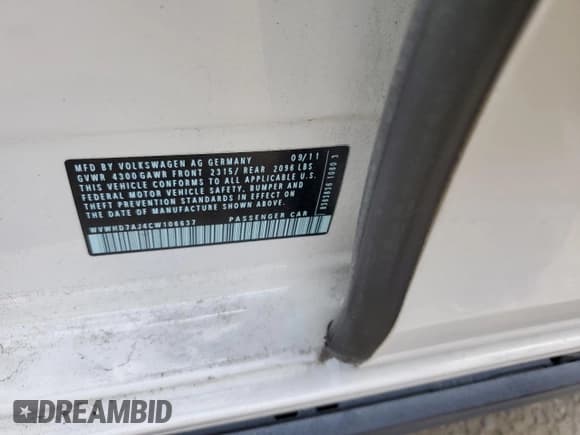 MFD BY VOLKSWAGEN AG GERMANY 09/11
GVWR 4300 GAWR FRONT 2315/ REAR 2096 LBS
THIS VEHICLE CONFORMS TO ALL APPLICABLE U.S.
FEDERAL MOTOR VEHICLE SAFETY, BUMPER AND
THEFT PREVENTION STANDARDS IN EFFECT ON
DATE OF MANUFACTURE SHOWN ABOVE.
WVWHD7AJ4CW106637 PASSENGER CAR
DREAMBID